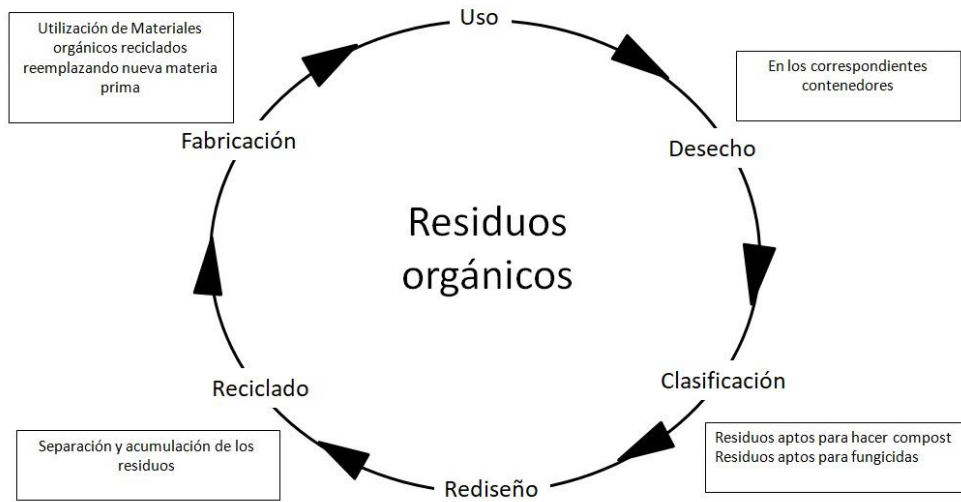 Uso
Utilización de Materiales
orgánicos reciclados
reemplazando nueva materia
prima
En los correspondientes
contenedores
Fabricación
Desecho
Residuos
orgánicos
Reciclado
Clasificación
Separación y acumulación de los
residuos
Residuos aptos para hacer compost
Residuos aptos para fungicidas
Rediseño